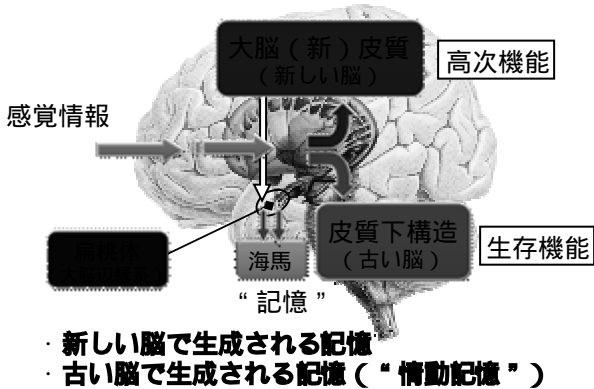 大脳（新）皮質
（新しい脳）
高次機能
感覚情報
皮質下構造
（古い脳）
生存機能
扁桃体
海馬
“記憶”
・新しい脳で生成される記憶
・古い脳で生成される記憶（“情動記憶”）